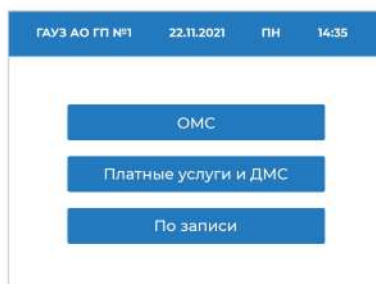 ГАУЗ АО ГП №1 22.11.2021 ПН 14:35
ОМС
Платные услуги и ДМС
По записи